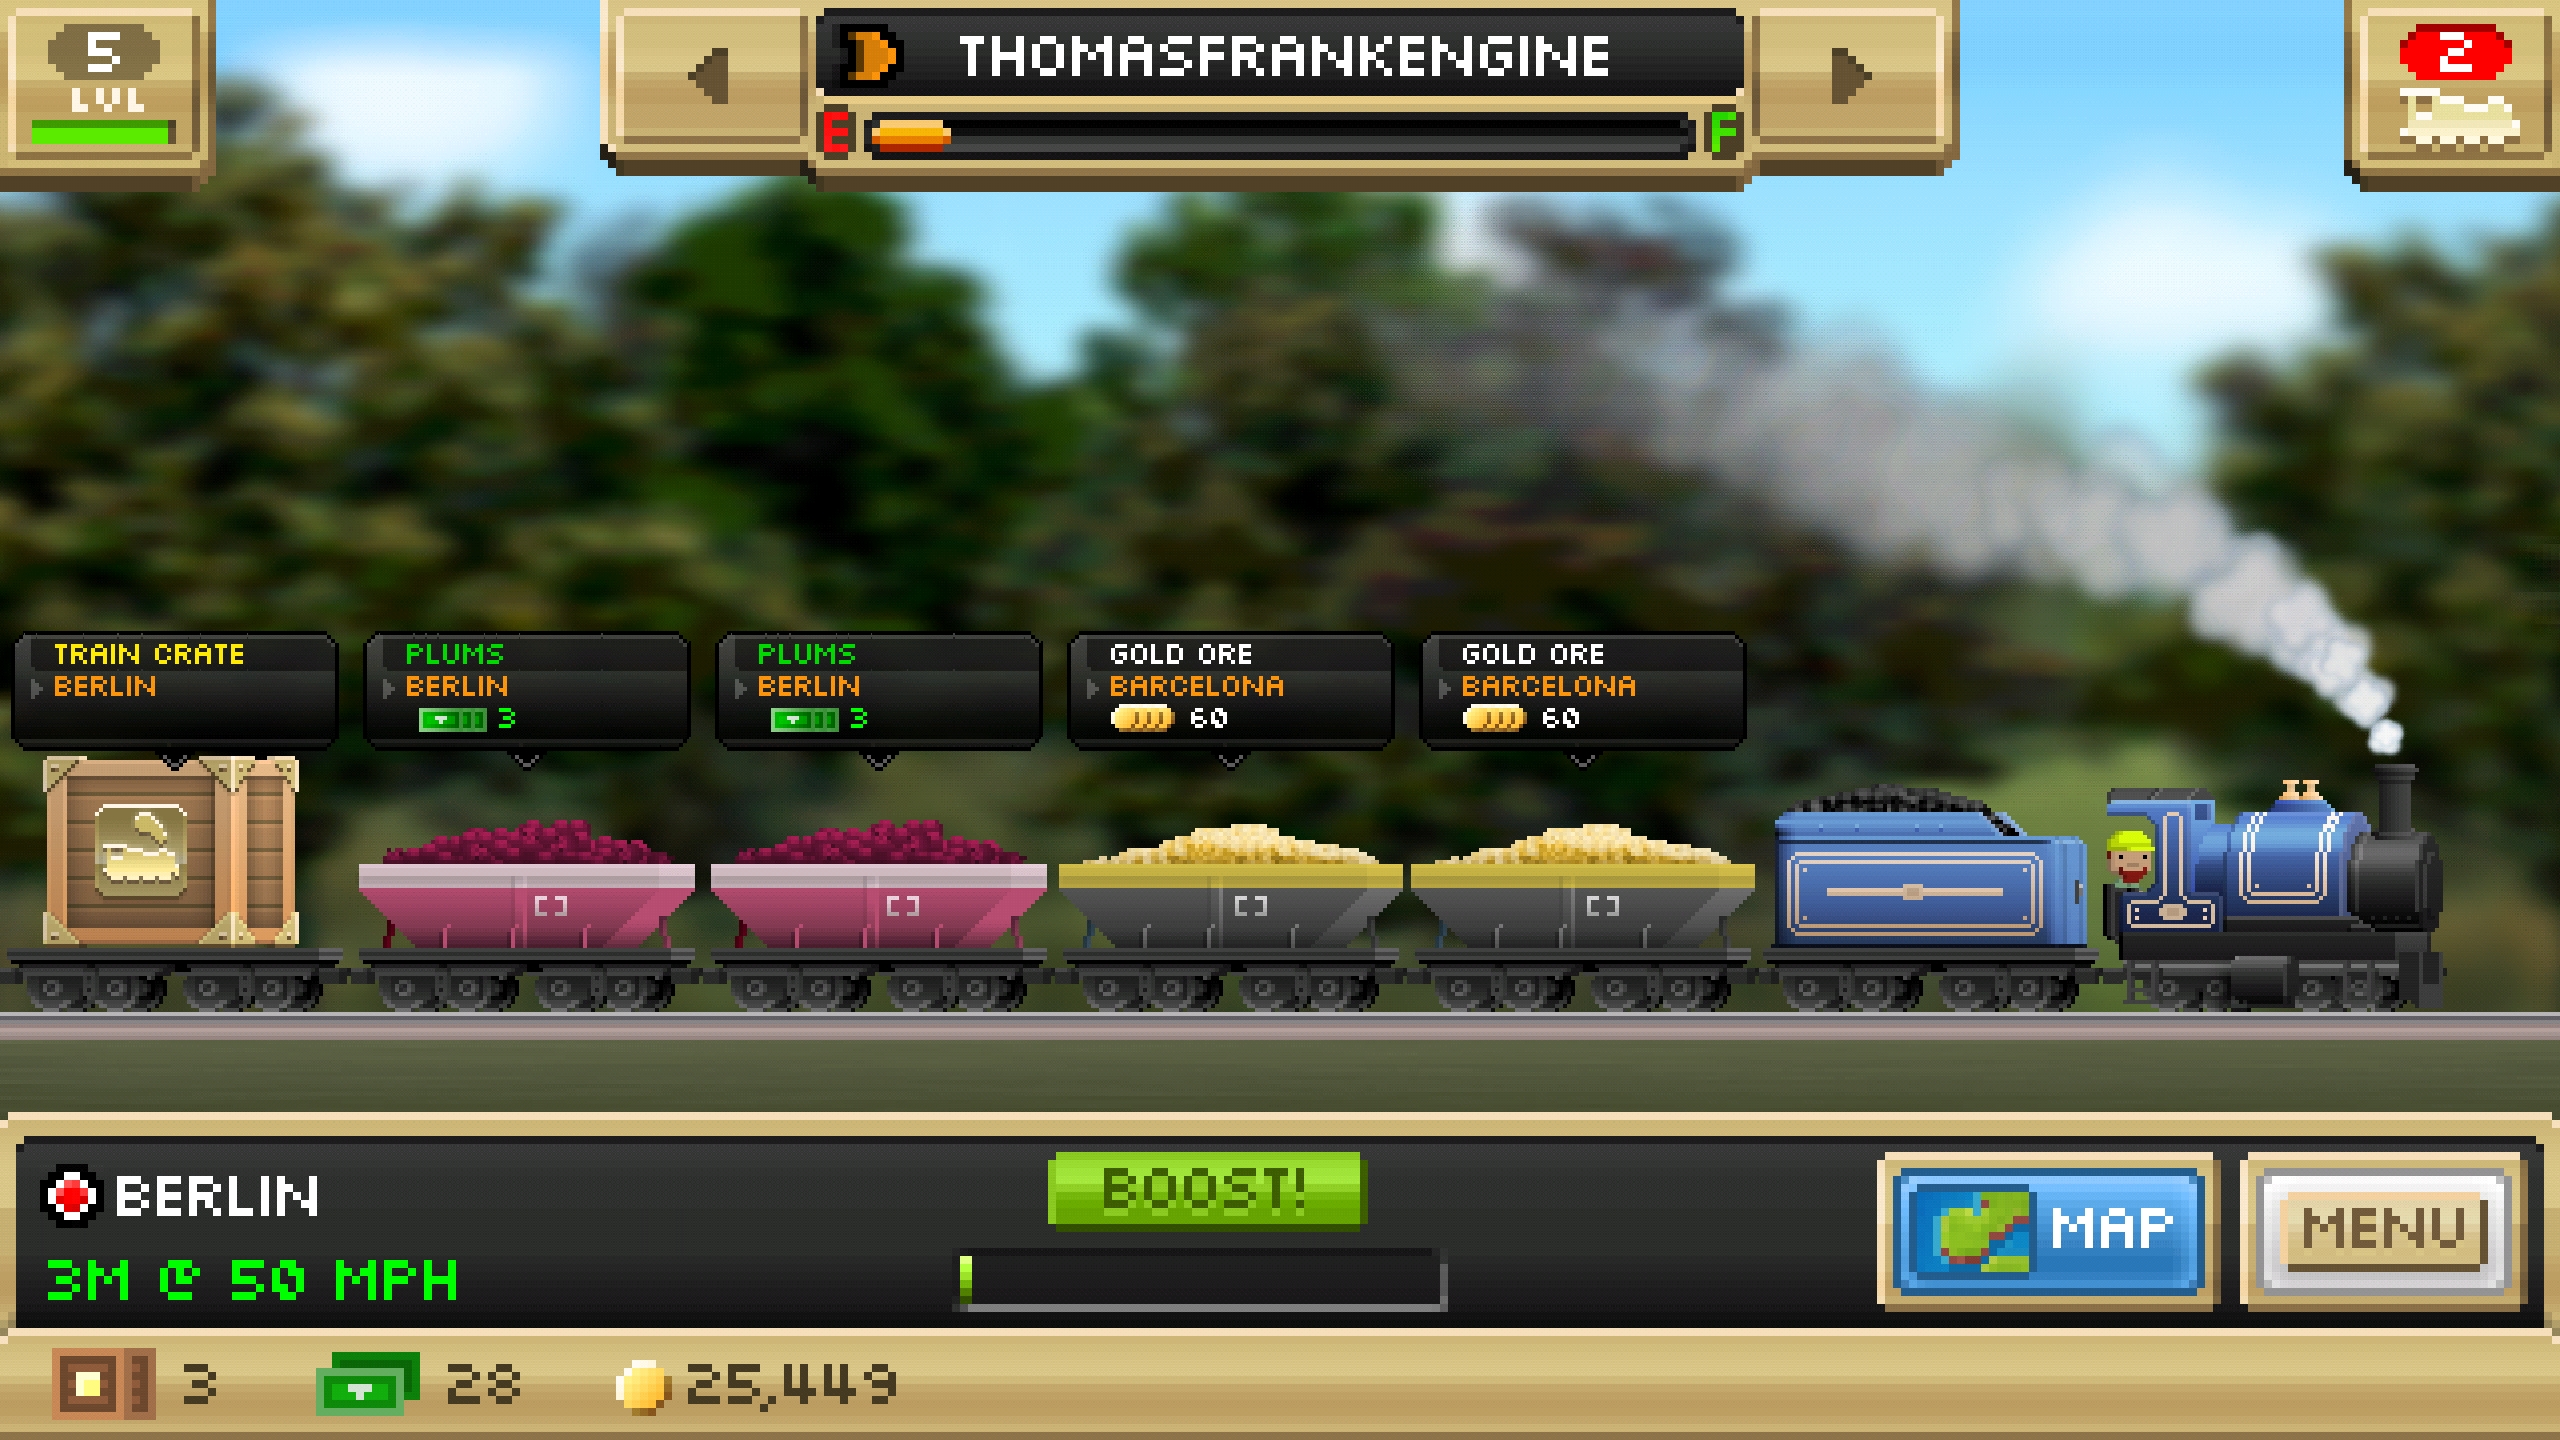 5
LVL
THOMASFRANKENGINE
E F
2
TRAIN CRATE
BERLIN
PLUMS
BERLIN
3
PLUMS
BERLIN
3
GOLD ORE
BARCELONA
60
GOLD ORE
BARCELONA
60
BERLIN
3M @ 50 MPH
BOOST!
MAP
MENU
3
28
25,449